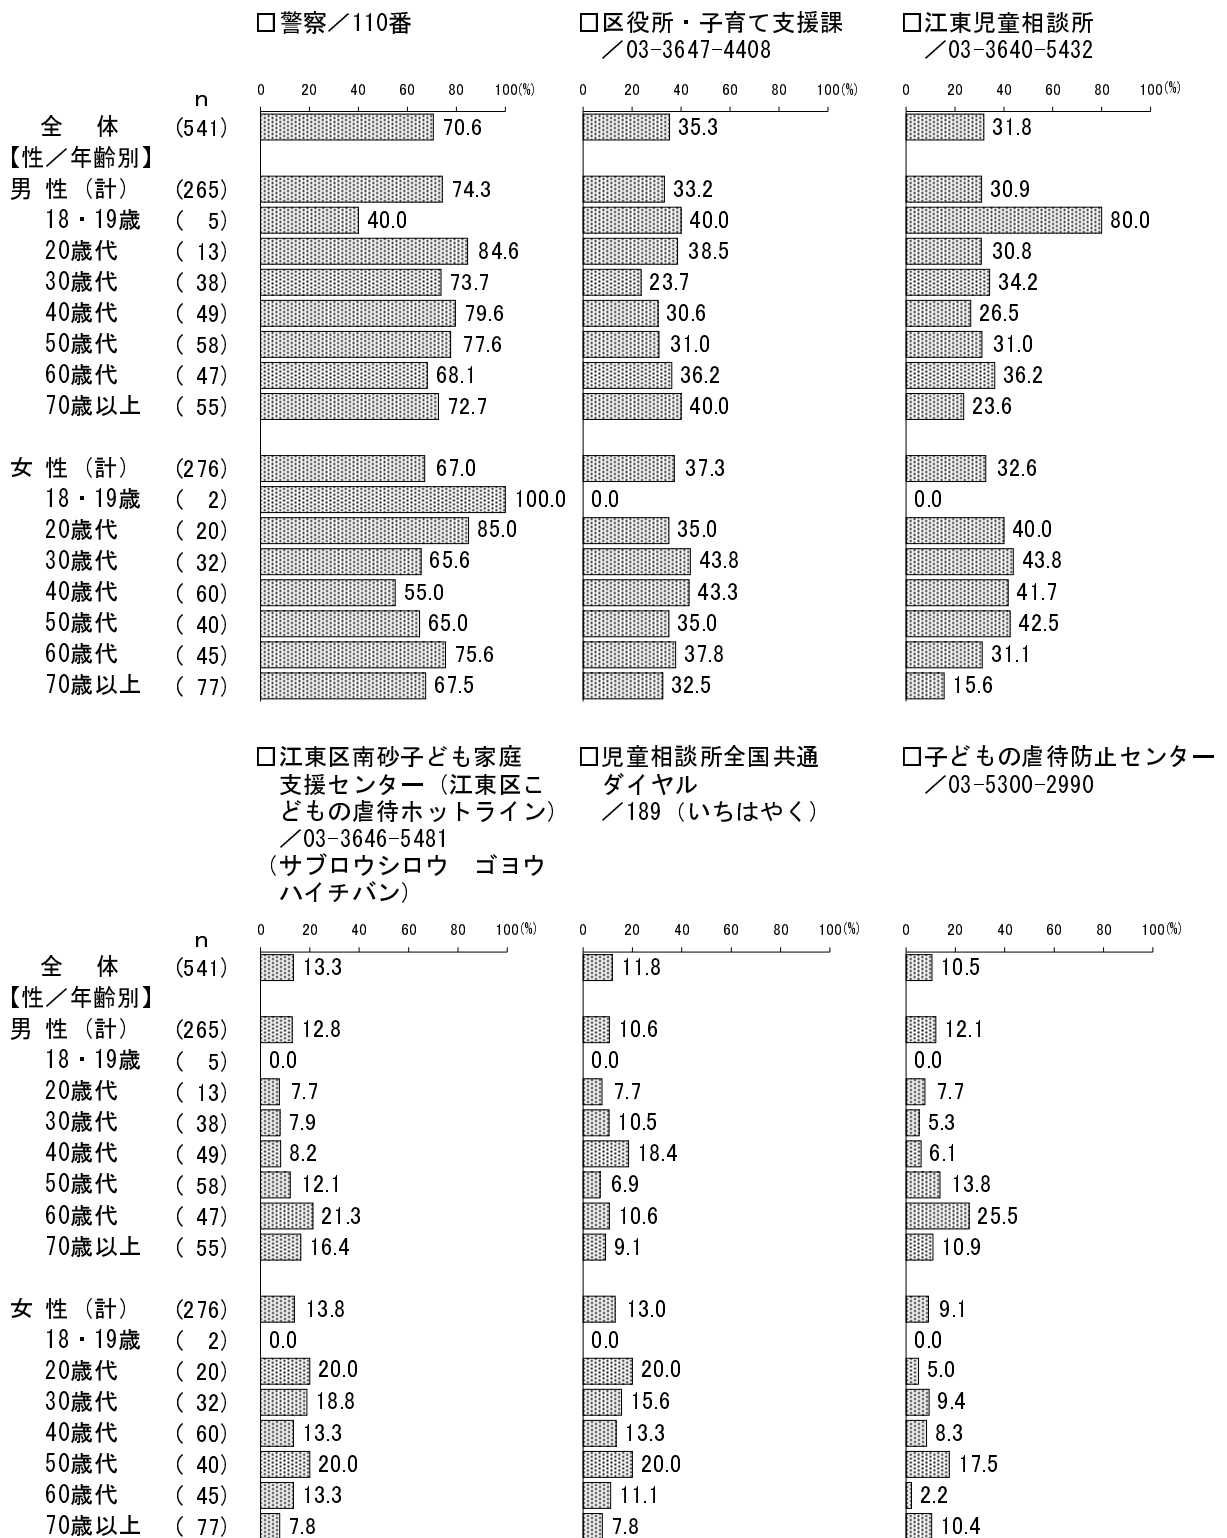 □警察／110番　□区役所・子育て支援課　□江東児童相談所
／03-3647-4408　／03-3640-5432
n　0 20 40 60 80 100(%)　0 20 40 60 80 100(%)　0 20 40 60 80 100(%)
全　体 (541) 70.6 35.3 31.8
【性／年齢別】
男 性（計） (265) 74.3 33.2 30.9
18・19歳 ( 5) 40.0 40.0 80.0
20歳代 ( 13) 84.6 38.5 30.8
30歳代 ( 38) 73.7 23.7 34.2
40歳代 ( 49) 79.6 30.6 26.5
50歳代 ( 58) 77.6 31.0 31.0
60歳代 ( 47) 68.1 36.2 36.2
70歳以上 ( 55) 72.7 40.0 23.6
女 性（計） (276) 67.0 37.3 32.6
18・19歳 ( 2) 100.0 0.0 0.0
20歳代 ( 20) 85.0 35.0 40.0
30歳代 ( 32) 65.6 43.8 43.8
40歳代 ( 60) 55.0 43.3 41.7
50歳代 ( 40) 65.0 35.0 42.5
60歳代 ( 45) 75.6 37.8 31.1
70歳以上 ( 77) 67.5 32.5 15.6
□江東区南砂子ども家庭
支援センター（江東区こ
どもの虐待ホットライン）
／03-3646-5481
（サブロウシロウ　ゴヨウ
ハイチバン）
□児童相談所全国共通
ダイヤル
／189（いちはやく）
□子どもの虐待防止センター
／03-5300-2990
n　0 20 40 60 80 100(%)　0 20 40 60 80 100(%)　0 20 40 60 80 100(%)
全　体 (541) 13.3 11.8 10.5
【性／年齢別】
男 性（計） (265) 12.8 10.6 12.1
18・19歳 ( 5) 0.0 0.0 0.0
20歳代 ( 13) 7.7 7.7 7.7
30歳代 ( 38) 7.9 10.5 5.3
40歳代 ( 49) 8.2 18.4 6.1
50歳代 ( 58) 12.1 6.9 13.8
60歳代 ( 47) 21.3 10.6 25.5
70歳以上 ( 55) 16.4 9.1 10.9
女 性（計） (276) 13.8 13.0 9.1
18・19歳 ( 2) 0.0 0.0 0.0
20歳代 ( 20) 20.0 20.0 5.0
30歳代 ( 32) 18.8 15.6 9.4
40歳代 ( 60) 13.3 13.3 8.3
50歳代 ( 40) 20.0 20.0 17.5
60歳代 ( 45) 13.3 11.1 2.2
70歳以上 ( 77) 7.8 7.8 10.4